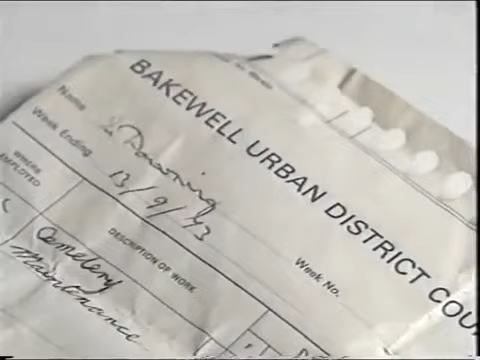 BAKEWELL URBAN DISTRICT COU
Name S Downing
Week Ending 13/9/73
Week No.
WHERE EMPLOYED
DESCRIPTION OF WORK
Cemetery
Maintenance